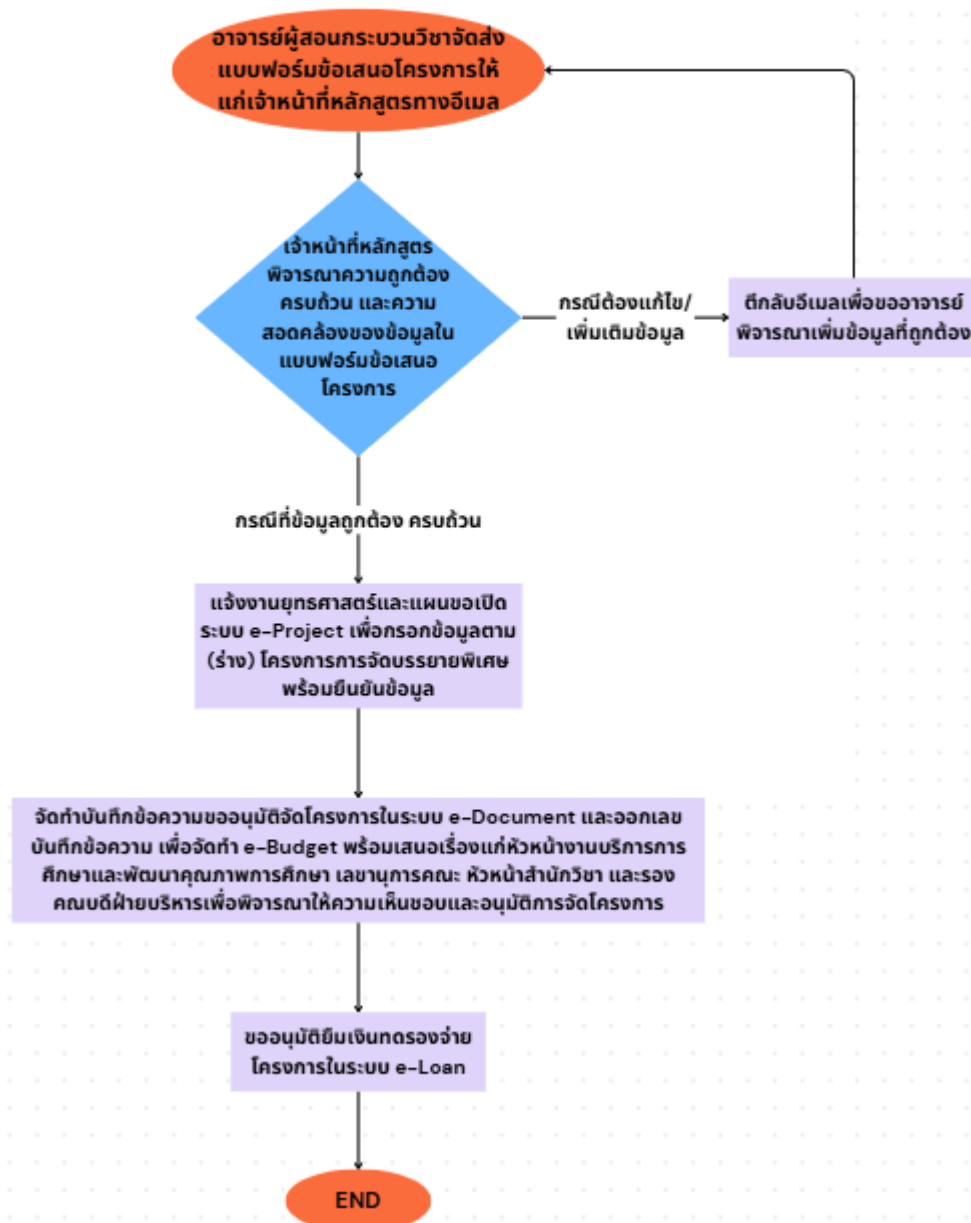 อาจารย์ผู้สอนกระบวนวิชาจัดส่ง
แบบฟอร์มข้อเสนอโครงการให้
แก่เจ้าหน้าที่หลักสูตรทางอีเมล
เจ้าหน้าที่หลักสูตร
พิจารณาความถูกต้อง
ครบถ้วน และความ
สอดคล้องของข้อมูลใน
แบบฟอร์มข้อเสนอ
โครงการ
กรณีต้องแก้ไข/
เพิ่มเติมข้อมูล
ตีกลับอีเมลเพื่อขออาจารย์
พิจารณาเพิ่มข้อมูลที่ถูกต้อง
กรณีที่ข้อมูลถูกต้อง ครบถ้วน
แจ้งงานยุทธศาสตร์และแผนขอเปิด
ระบบ e-Project เพื่อกรอกข้อมูลตาม
(ร่าง) โครงการการจัดบรรยายพิเศษ
พร้อมยืนยันข้อมูล
จัดทำบันทึกข้อความขออนุมัติจัดโครงการในระบบ e-Document และออกเลข
บันทึกข้อความ เพื่อจัดทำ e-Budget พร้อมเสนอเรื่องแก่หัวหน้างานบริการการ
ศึกษาและพัฒนาคุณภาพการศึกษา เลขานุการคณะ หัวหน้าสำนักวิชา และรอง
คณบดีฝ่ายบริหารเพื่อพิจารณาให้ความเห็นชอบและอนุมัติการจัดโครงการ
ขออนุมัติยืมเงินทดรองจ่าย
โครงการในระบบ e-Loan
END